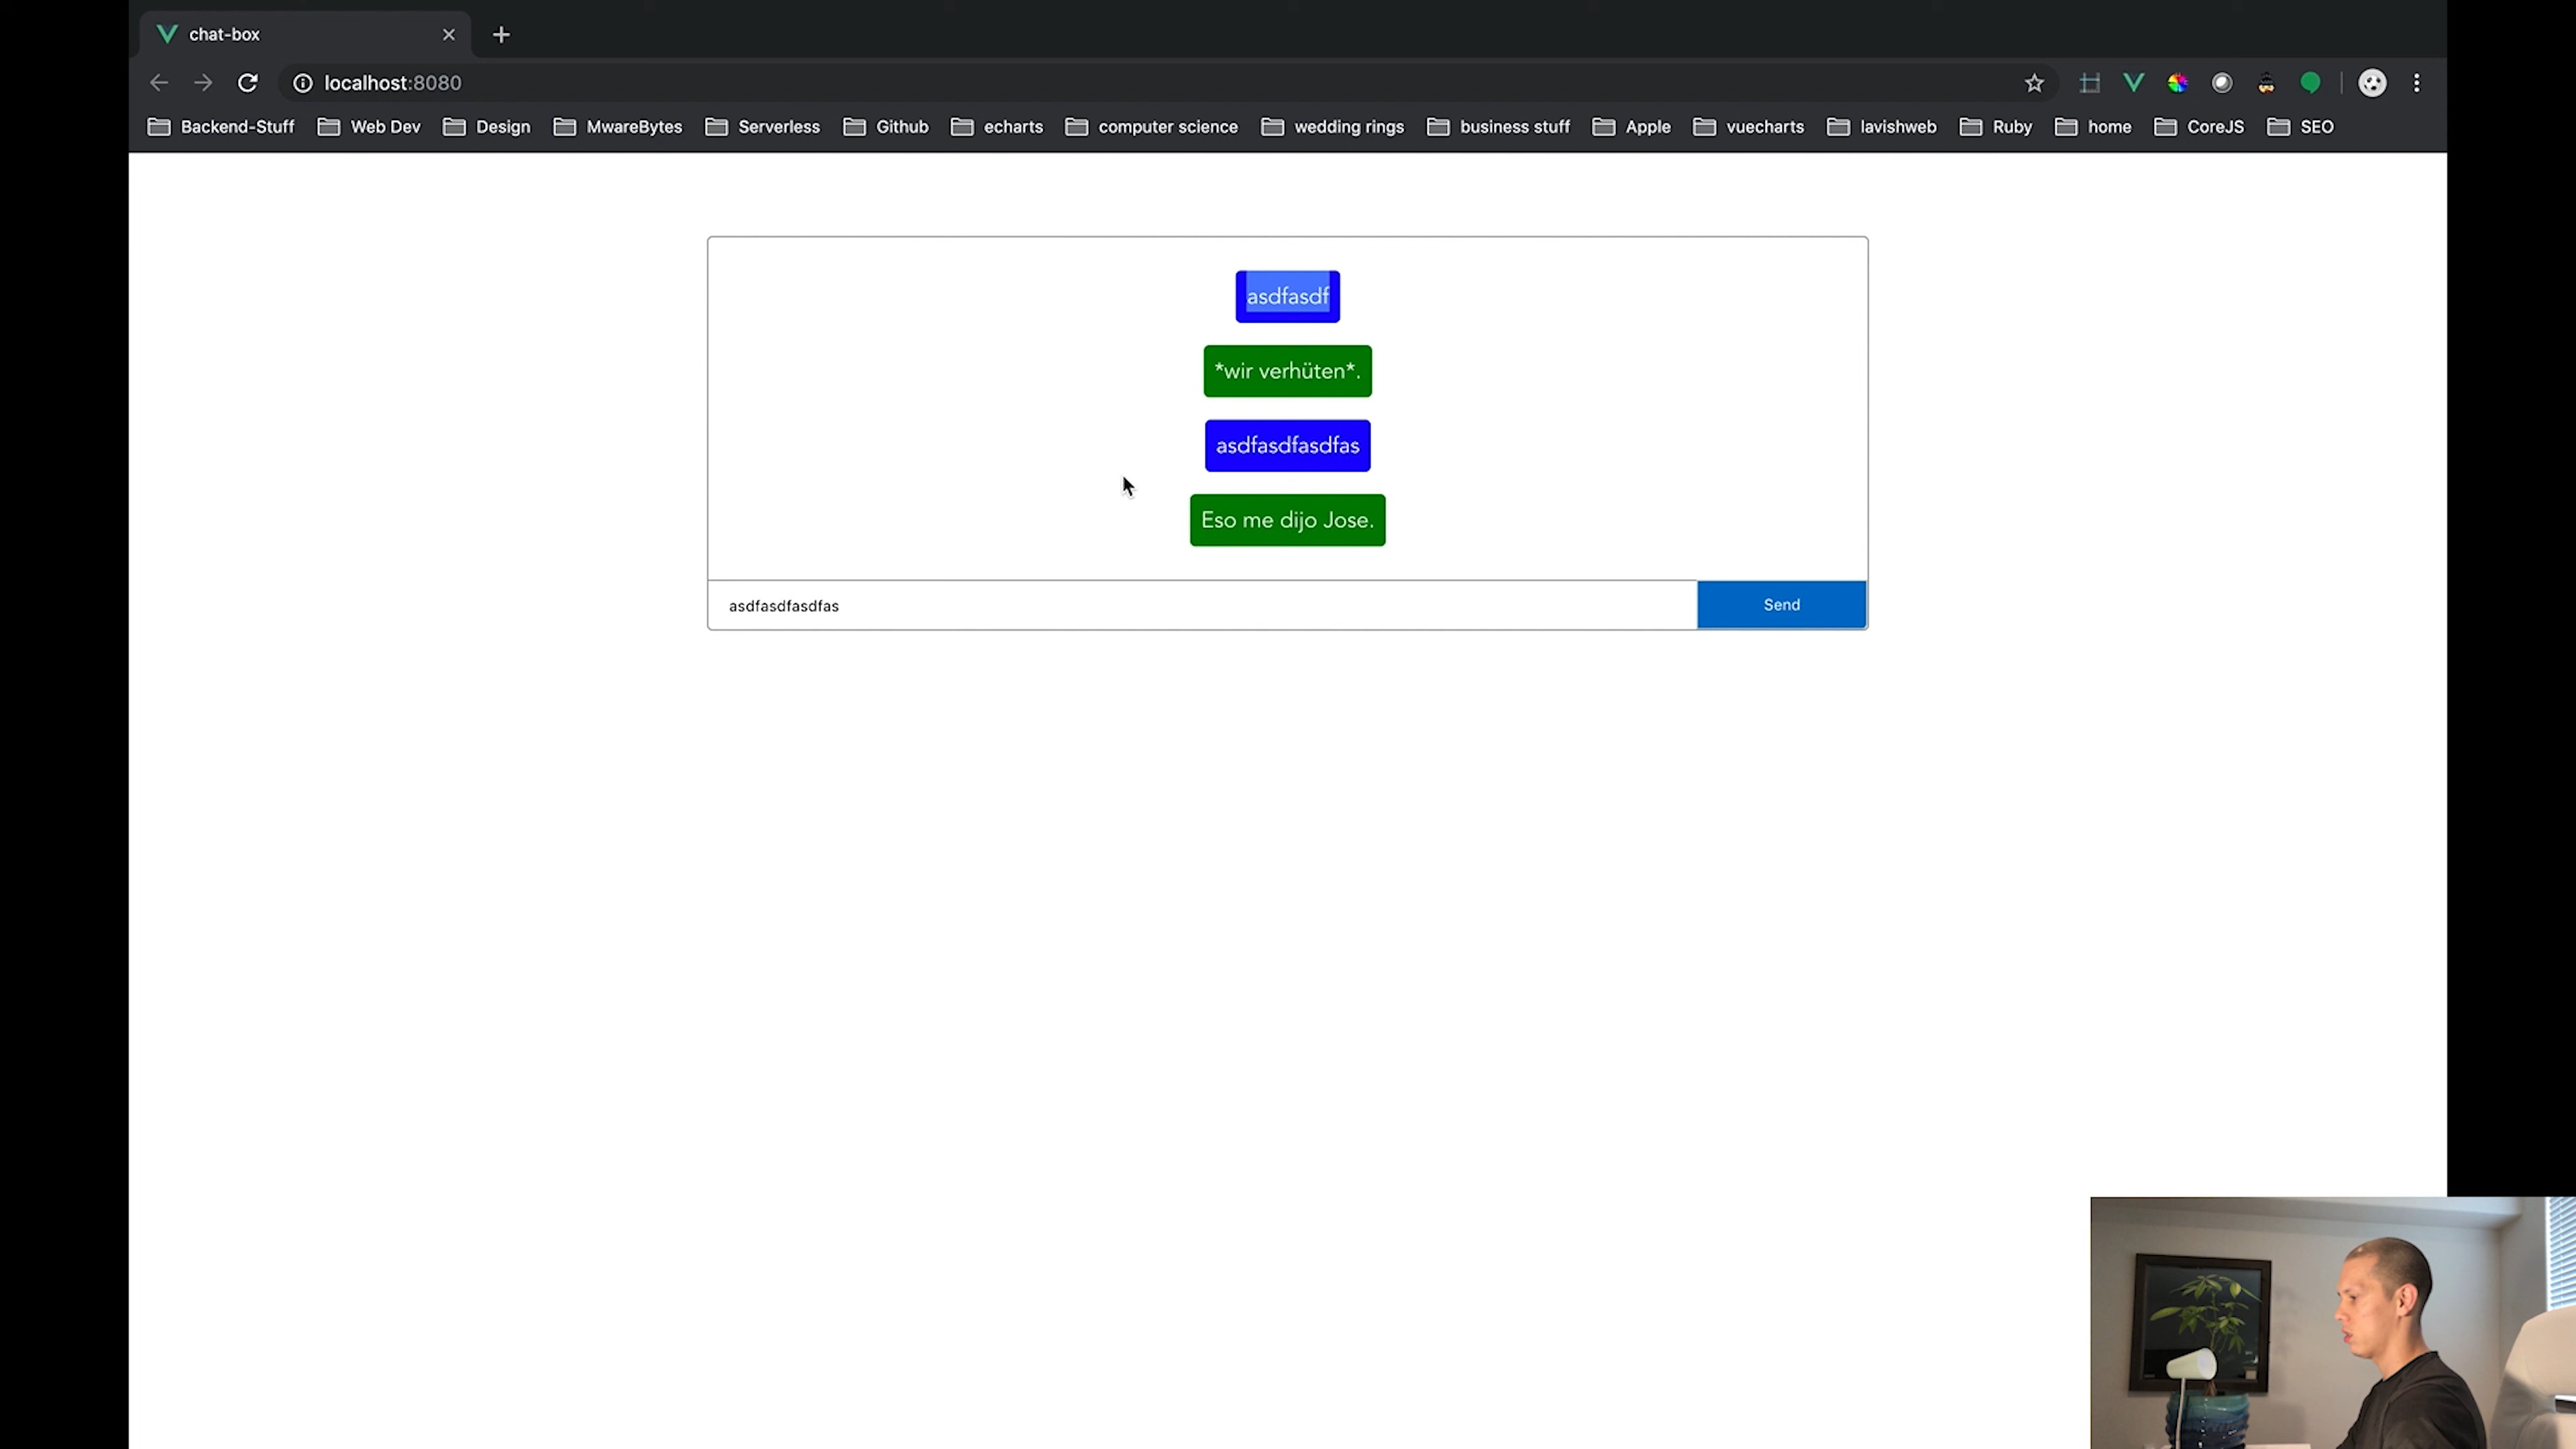 chat-box
localhost:8080
Backend-Stuff Web Dev Design MwareBytes Serverless Github echarts computer science wedding rings business stuff Apple vuecharts lavishweb Ruby home CoreJS SEO
asdfasdf
*wir verhüten*.
asdfasdfasdfas
Eso me dijo Jose.
asdfasdfasdfas Send